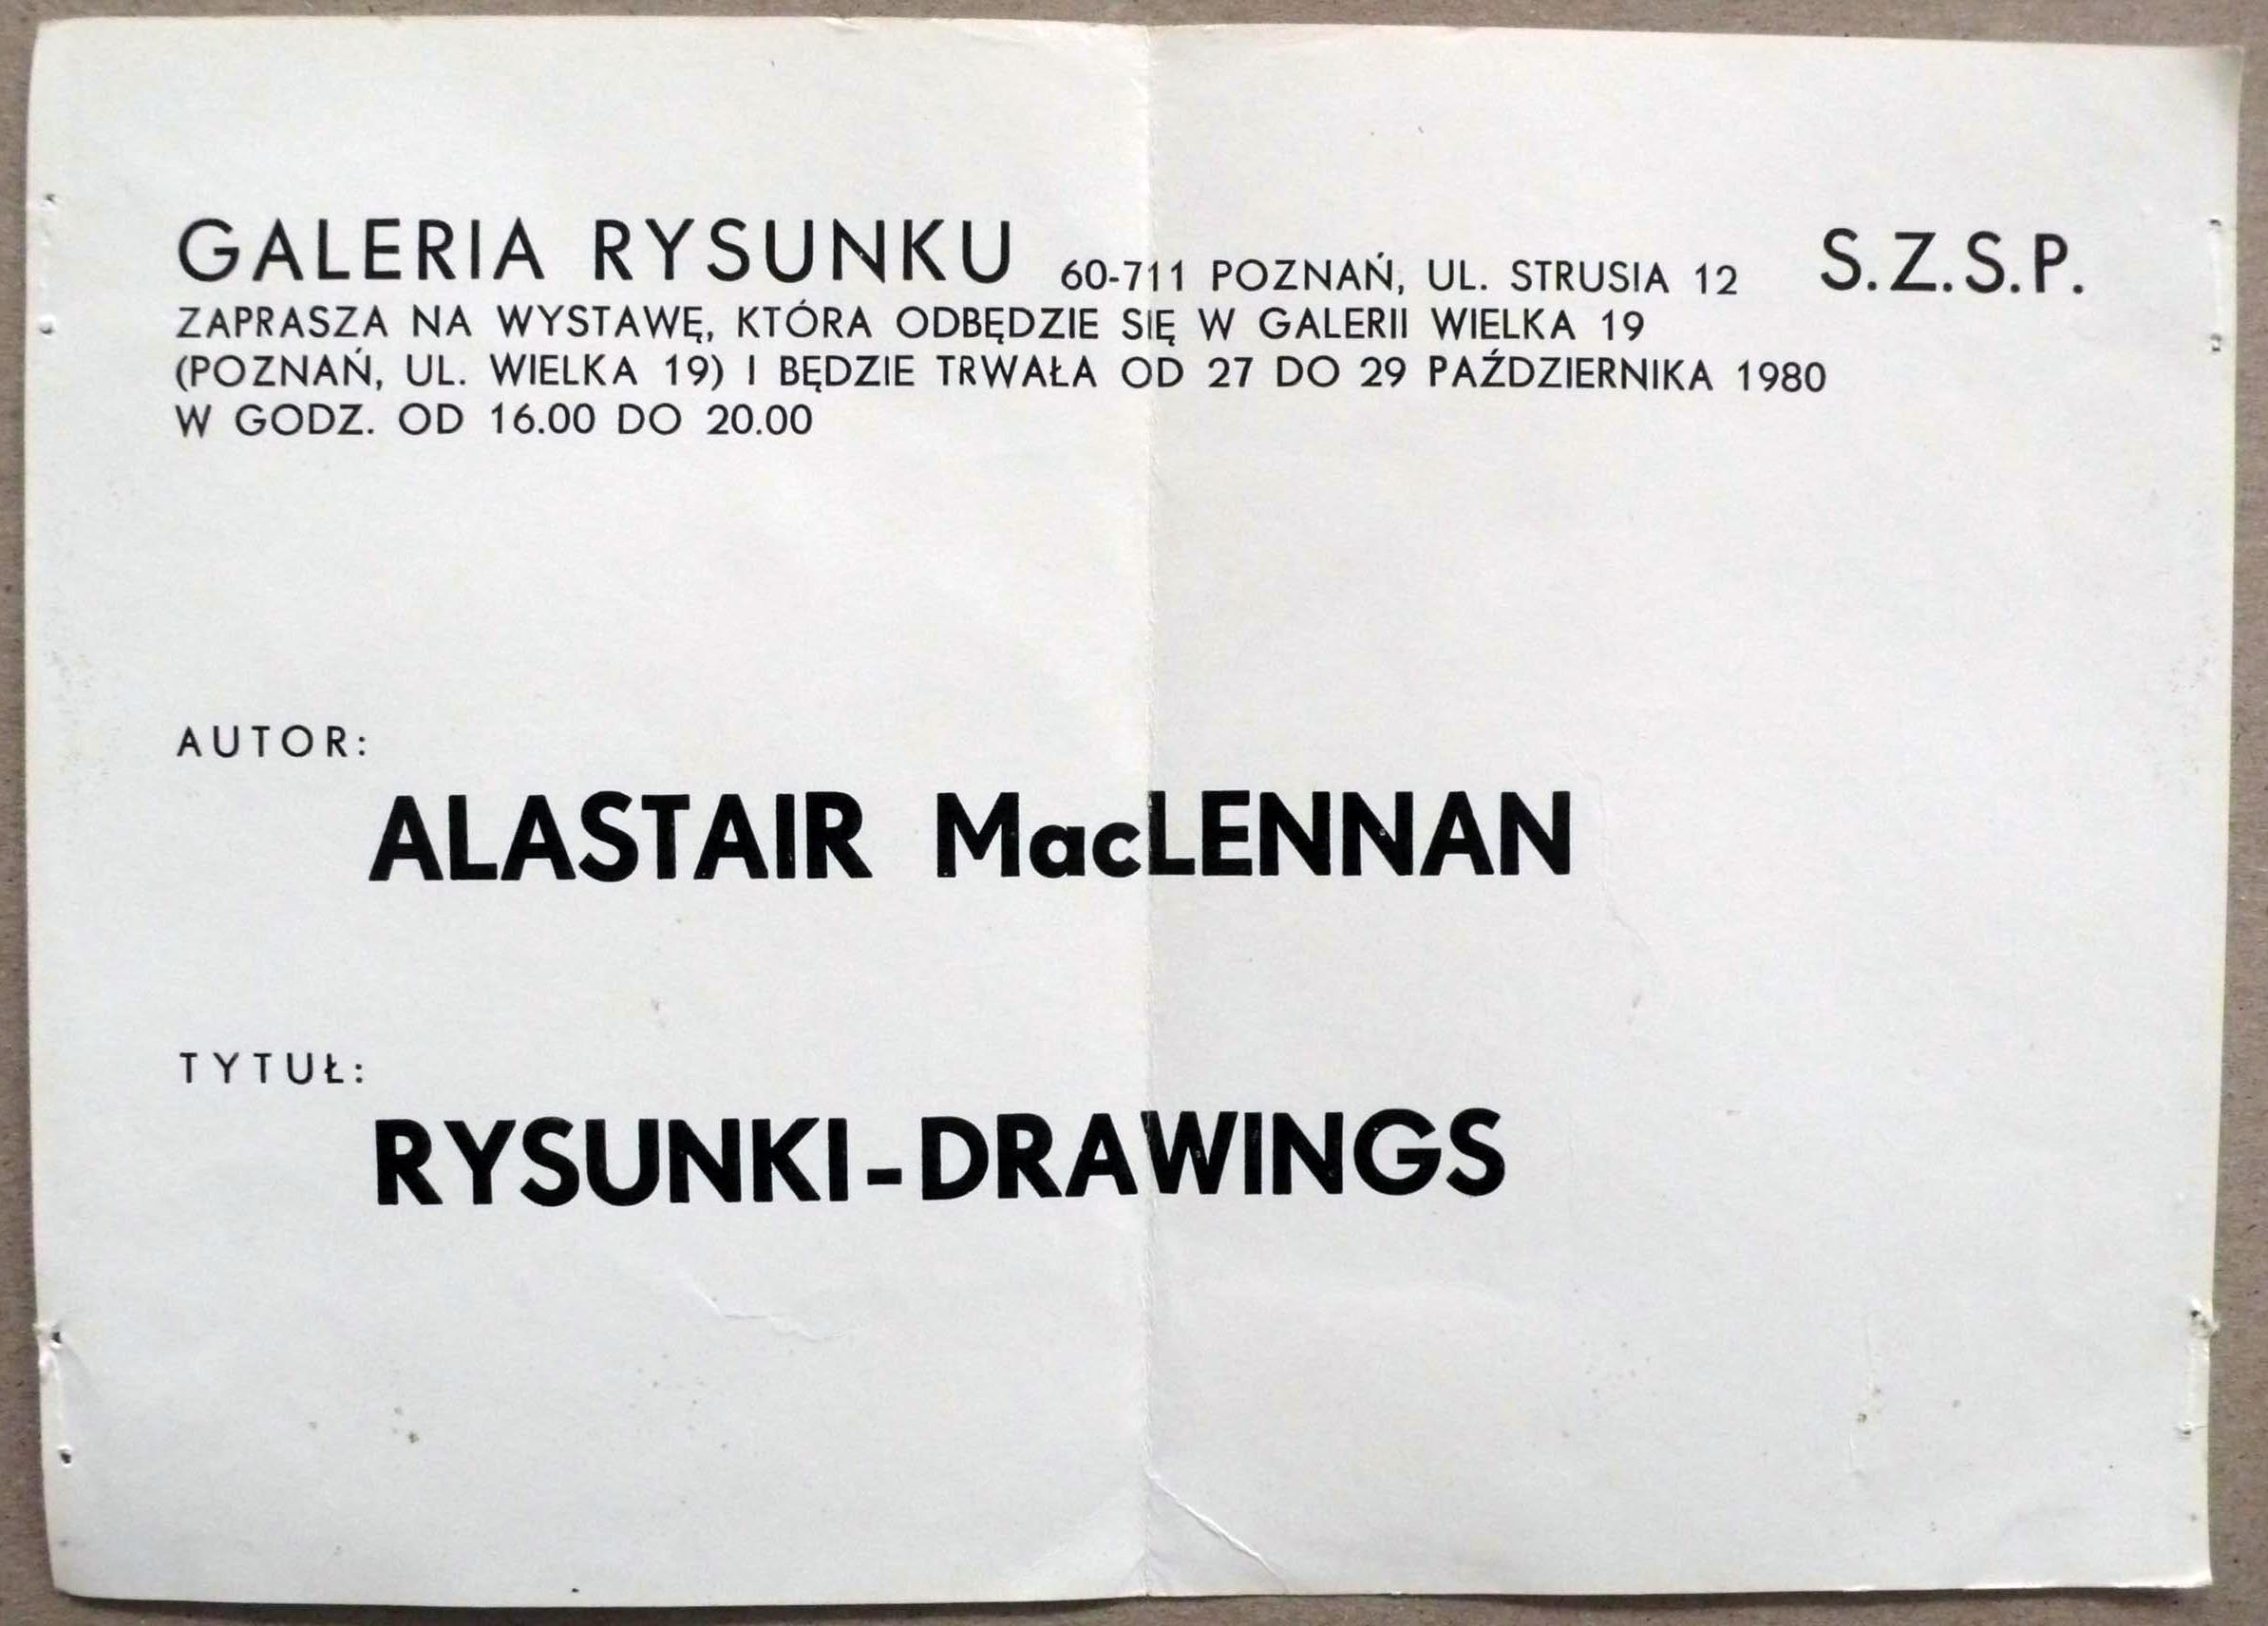 GALERIA RYSUNKU 60-711 POZNAŃ, UL. STRUSIA 12 S.Z.S.P.
ZAPRASZA NA WYSTAWĘ, KTÓRA ODBĘDZIE SIĘ W GALERII WIELKA 19
(POZNAŃ, UL. WIELKA 19) I BĘDZIE TRWAŁA OD 27 DO 29 PAŹDZIERNIKA 1980
W GODZ. OD 16.00 DO 20.00
AUTOR:
ALASTAIR MacLENNAN
TYTUŁ:
RYSUNKI-DRAWINGS